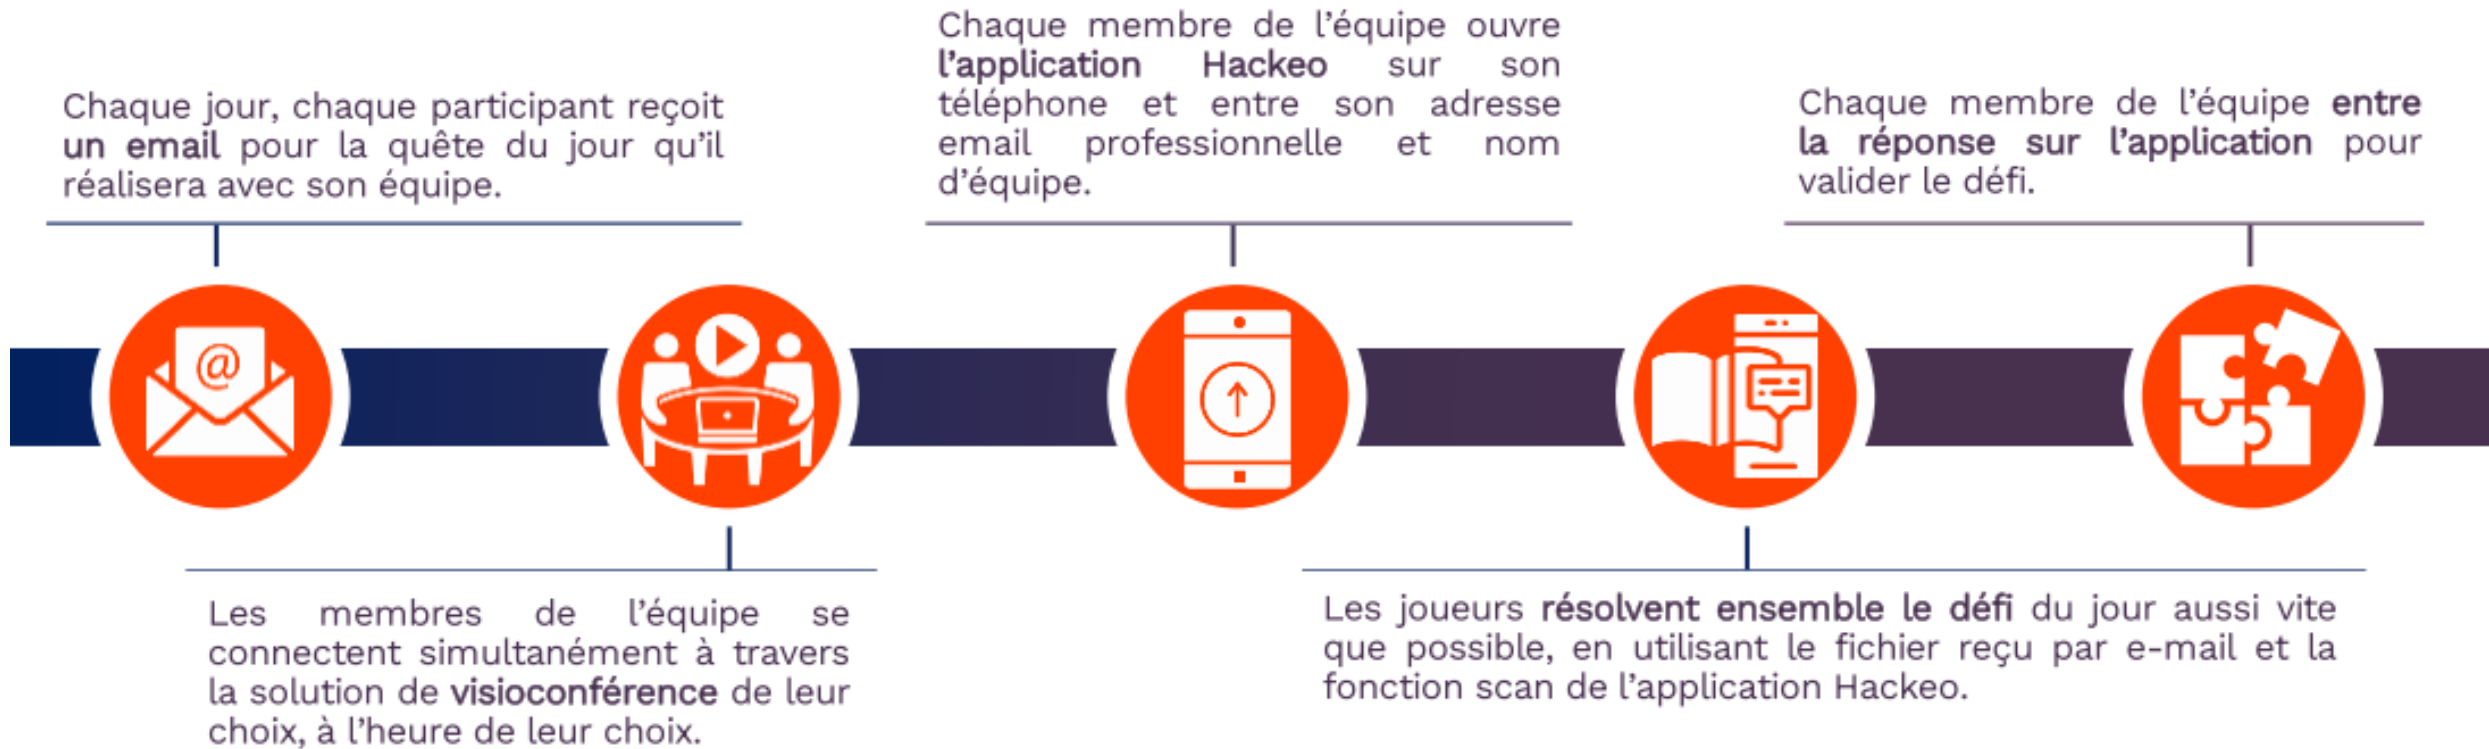 Chaque jour, chaque participant reçoit
un email pour la quête du jour qu'il
réalisera avec son équipe.
@
Les membres de l'équipe se
connectent simultanément à travers
la solution de visioconférence de leur
choix, à l'heure de leur choix.
Chaque membre de l'équipe ouvre
l'application Hackeo sur son
téléphone et entre son adresse
email professionnelle et nom
d'équipe.
Les joueurs résolvent ensemble le défi du jour aussi vite
que possible, en utilisant le fichier reçu par e-mail et la
fonction scan de l'application Hackeo.
Chaque membre de l'équipe entre
la réponse sur l'application pour
valider le défi.